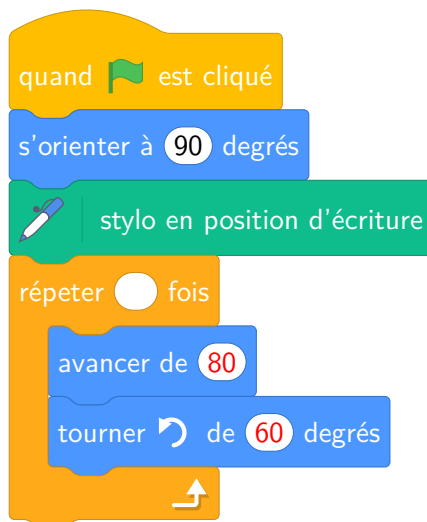 quand est cliqué
s'orienter à 90 degrés
stylo en position d'écriture
répeter fois
avancer de 80
tourner de 60 degrés